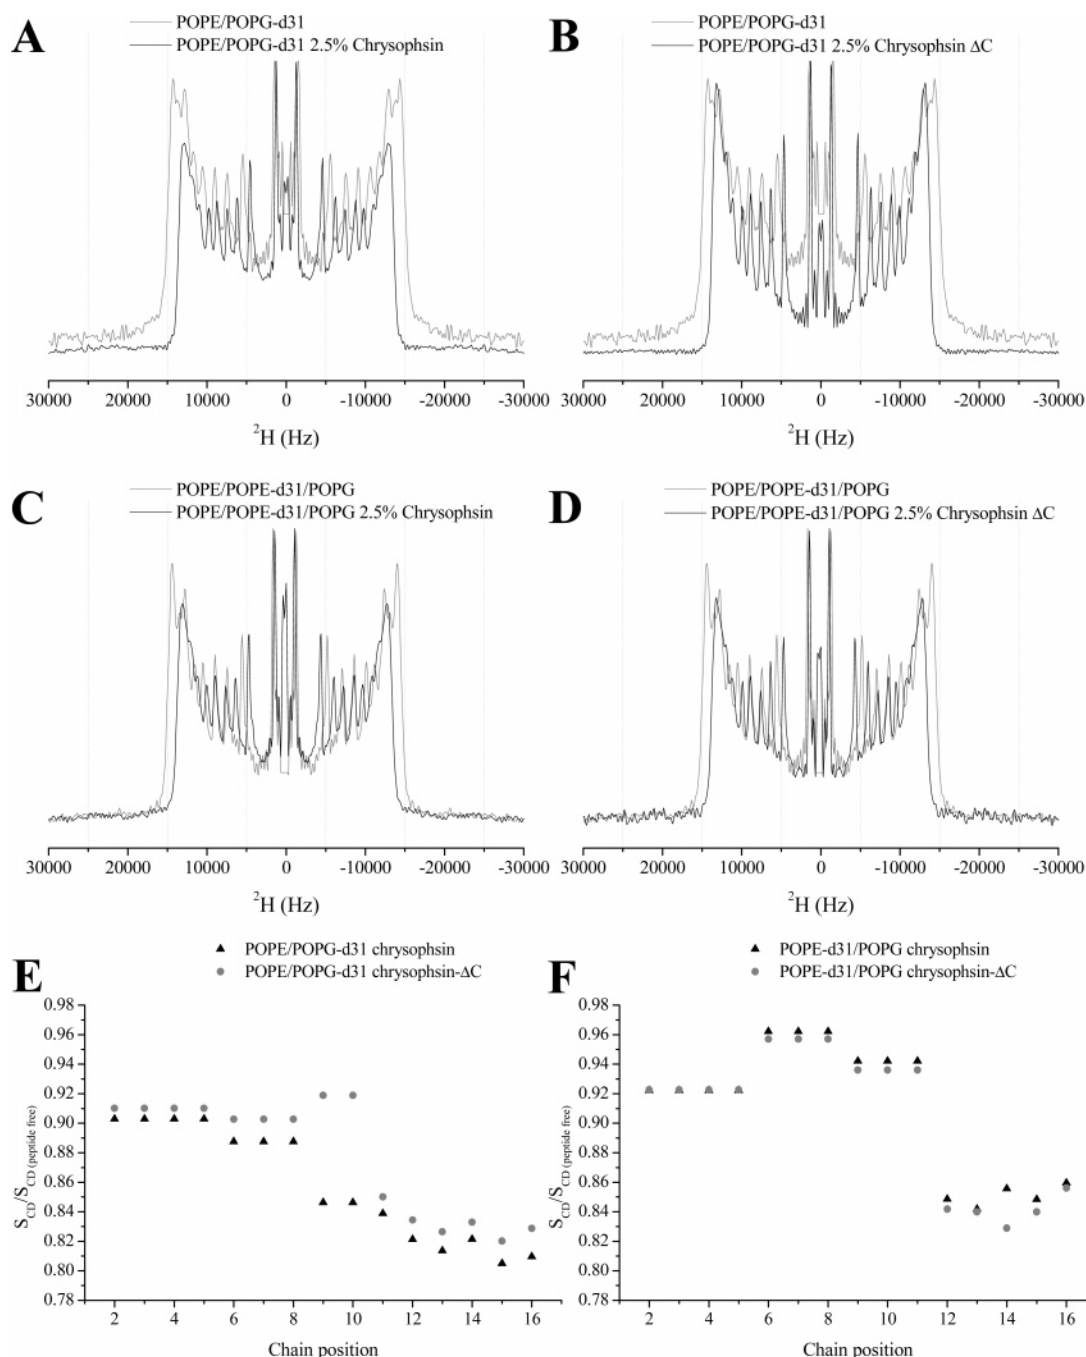 A
POPE/POPG-d31
POPE/POPG-d31 2.5% Chrysophsin
30000 20000 10000 0 -10000 -20000 -30000
²H (Hz)
B
POPE/POPG-d31
POPE/POPG-d31 2.5% Chrysophsin ΔC
30000 20000 10000 0 -10000 -20000 -30000
²H (Hz)
C
POPE/POPE-d31/POPG
POPE/POPE-d31/POPG 2.5% Chrysophsin
30000 20000 10000 0 -10000 -20000 -30000
²H (Hz)
D
POPE/POPE-d31/POPG
POPE/POPE-d31/POPG 2.5% Chrysophsin ΔC
30000 20000 10000 0 -10000 -20000 -30000
²H (Hz)
E
POPE/POPG-d31 chrysophsin
POPE/POPG-d31 chrysophsin-ΔC
S_CD/S_CD (peptide free)
0.98
0.96
0.94
0.92
0.90
0.88
0.86
0.84
0.82
0.80
0.78
2 4 6 8 10 12 14 16
Chain position
F
POPE-d31/POPG chrysophsin
POPE-d31/POPG chrysophsin-ΔC
S_CD/S_CD (peptide free)
0.98
0.96
0.94
0.92
0.90
0.88
0.86
0.84
0.82
0.80
0.78
2 4 6 8 10 12 14 16
Chain position